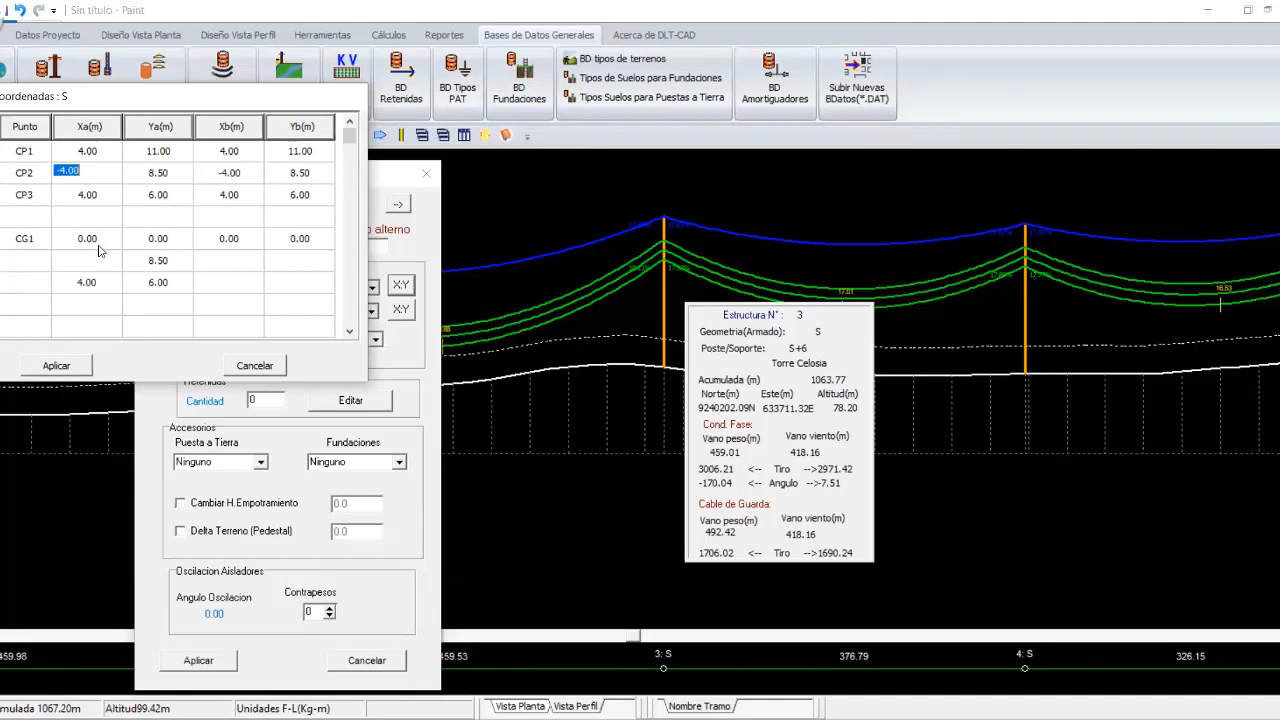 Sin título - Paint
Datos Proyecto Diseño Vista Planta Diseño Vista Perfil Herramientas Cálculos Reportes Bases de Datos Generales Acerca de DLT-CAD
KV
BD Retenidas
BD Tipos PAT
BD Fundaciones
BD tipos de terrenos
Tipos de Suelos para Fundaciones
Tipos Suelos para Puestas a Tierra
BD Amortiguadores
Subir Nuevas BDatos(*.DAT)
oordenadas : S
Punto Xa(m) Ya(m) Xb(m) Yb(m)
CP1 4.00 11.00 4.00 11.00
CP2 -4.00 8.50 -4.00 8.50
CP3 4.00 6.00 4.00 6.00
CG1 0.00 0.00 0.00 0.00
8.50
4.00 6.00
Aplicar Cancelar
->
o alterno
X:Y
X:Y
Cantidad 0 Editar
Accesorios
Puesta a Tierra Fundaciones
Ninguno Ninguno
Cambiar H.Empotramiento 0.0
Delta Terreno (Pedestal) 0.0
Oscilacion Aisladores
Angulo Oscilacion Contrapesos
0.00 0
Aplicar Cancelar
17.01
16.53
Estructura N° : 3
Geometria(Armado): S
Poste/Soporte: S+6
Torre Celosia
Acumulada (m) 1063.77
Norte(m) Este(m) Altitud(m)
9240202.09N 633711.32E 78.20
Cond. Fase:
Vano peso(m) Vano viento(m)
459.01 418.16
3006.21 <-- Tiro -->2971.42
-170.04 <-- Angulo -->-7.51
Cable de Guarda:
Vano peso(m) Vano viento(m)
492.42 418.16
1706.02 <-- Tiro -->1690.24
459.98 459.53 3: S 376.79 4: S 326.15
mulada 1067.20m Altitud99.42m Unidades F-L(Kg-m) Vista Planta Vista Perfil Nombre Tramo